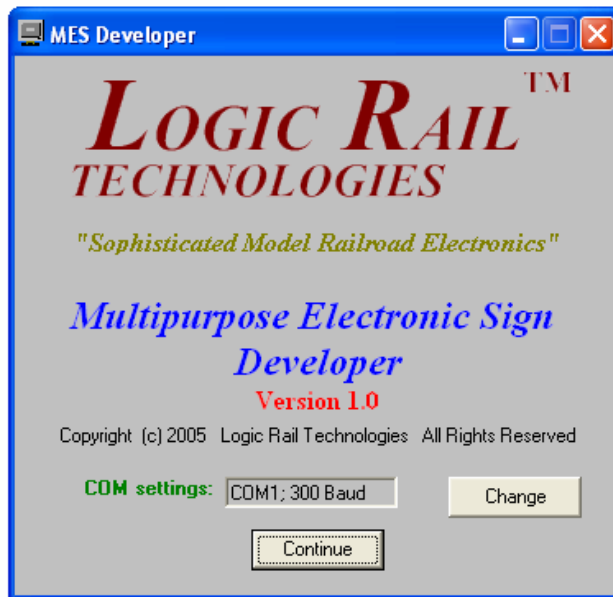 MES Developer
LOGIC RAIL TM
TECHNOLOGIES
"Sophisticated Model Railroad Electronics"
Multipurpose Electronic Sign
Developer
Version 1.0
Copyright (c) 2005 Logic Rail Technologies All Rights Reserved
COM settings: COM1; 300 Baud Change
Continue